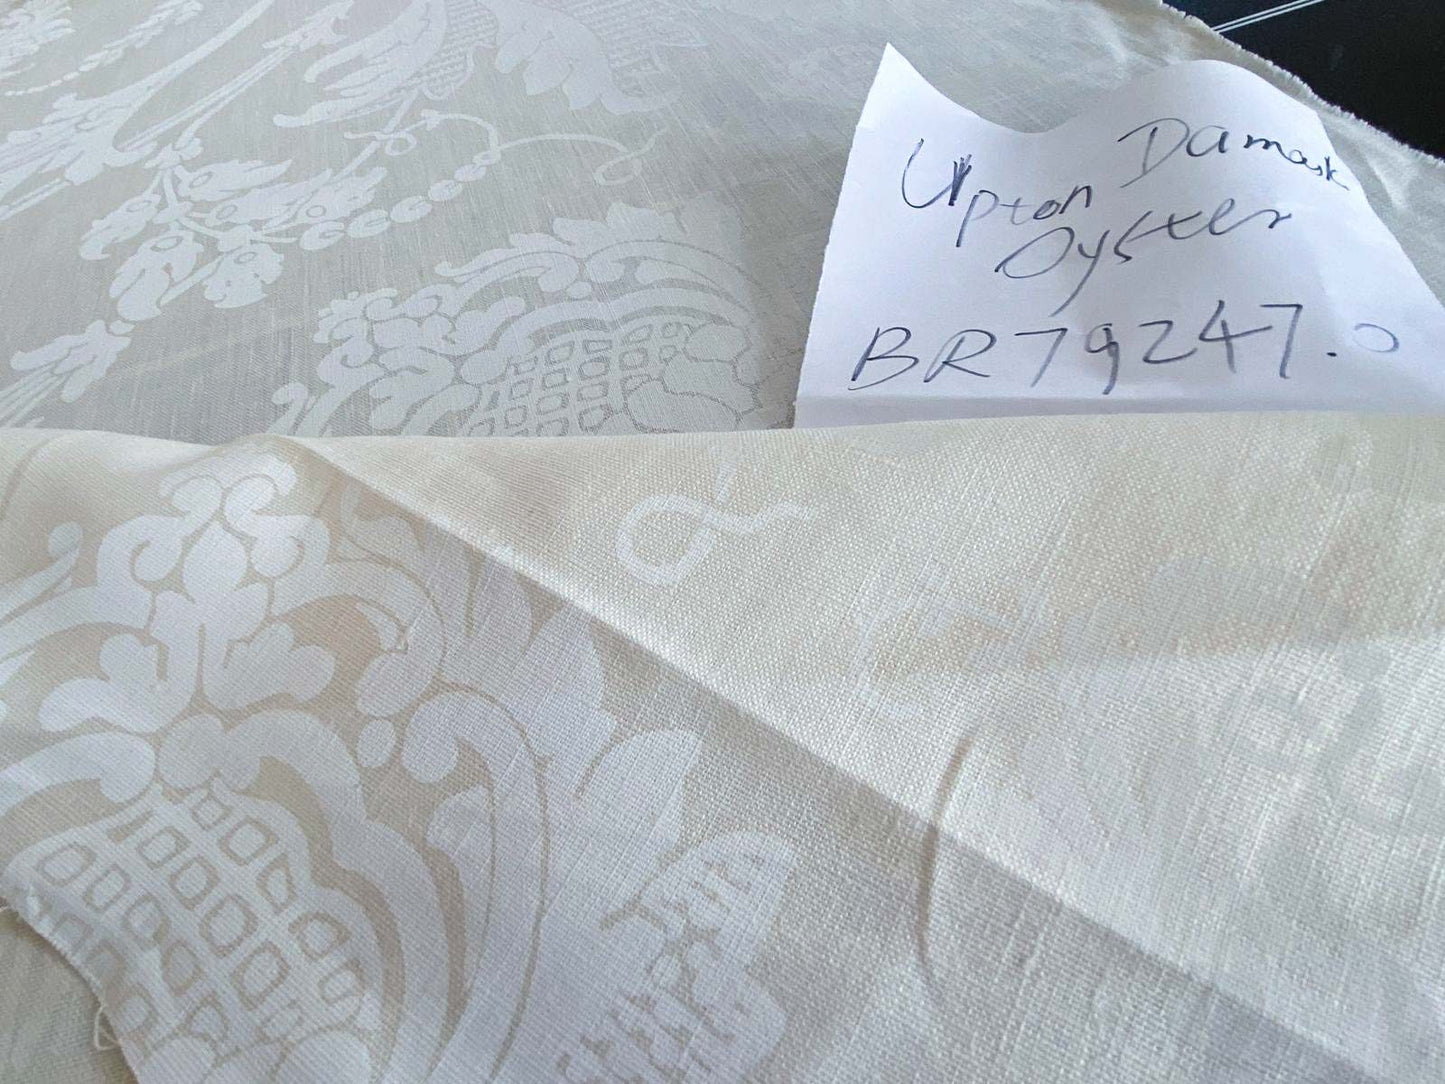 Upton Damask
Oyster
BR79247.0